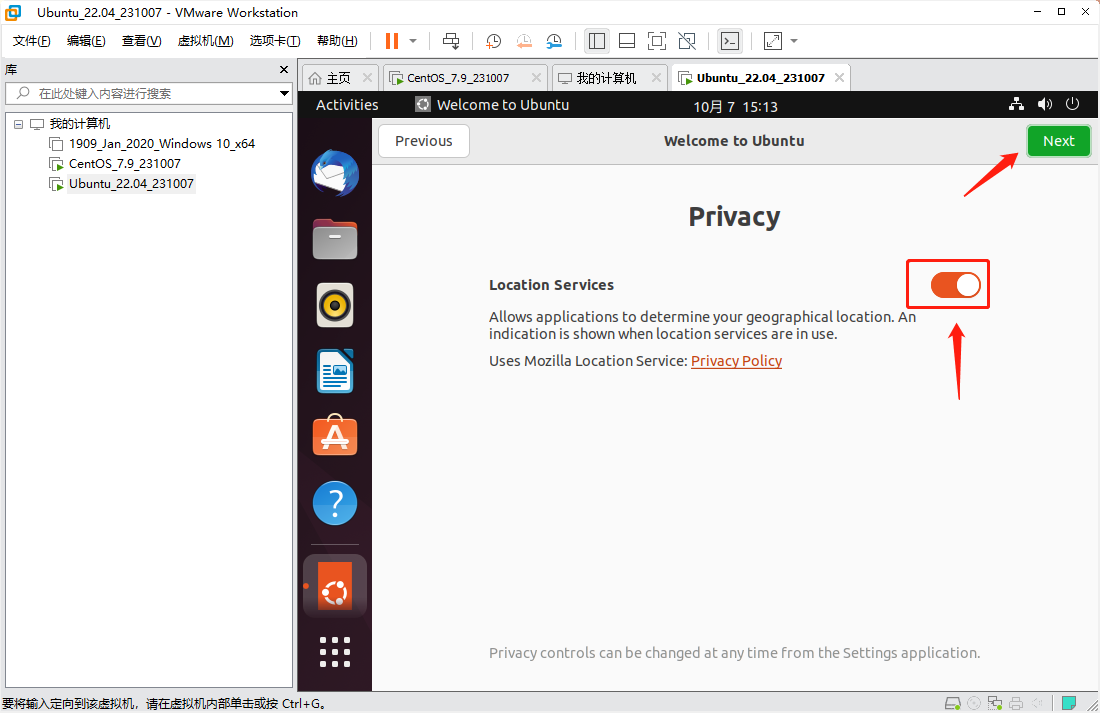 Ubuntu_22.04_231007 - VMware Workstation
文件(F) 编辑(E) 查看(V) 虚拟机(M) 选项卡(T) 帮助(H)
库
在此处键入内容进行搜索
我的计算机
1909_Jan_2020_Windows 10_x64
CentOS_7.9_231007
Ubuntu_22.04_231007
主页 CentOS_7.9_231007 我的计算机 Ubuntu_22.04_231007
Activities Welcome to Ubuntu 10月 7 15:13
Previous Welcome to Ubuntu Next
Privacy
Location Services
Allows applications to determine your geographical location. An
indication is shown when location services are in use.
Uses Mozilla Location Service: Privacy Policy
Privacy controls can be changed at any time from the Settings application.
要将输入定向到该虚拟机，请在虚拟机内部单击或按 Ctrl+G。